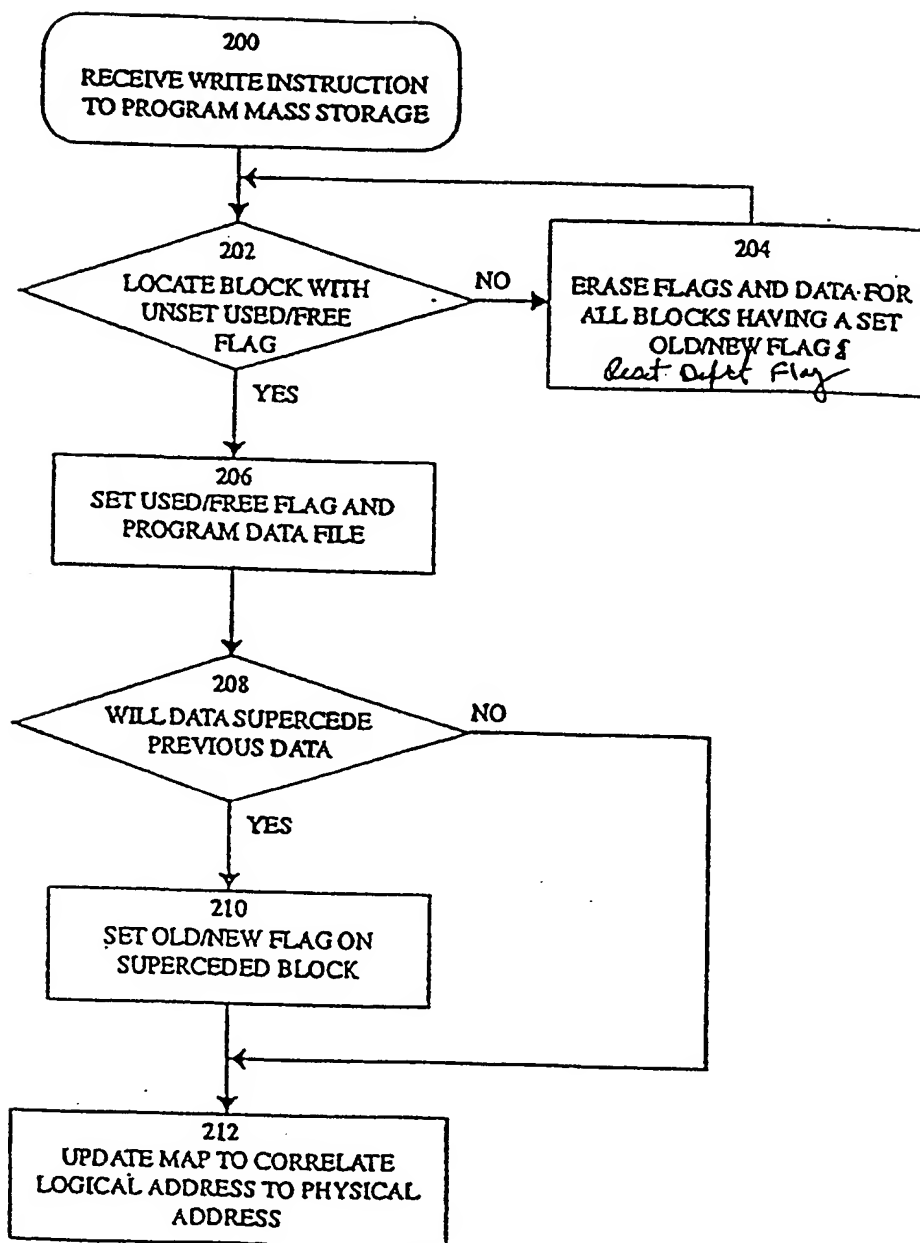 200
RECEIVE WRITE INSTRUCTION
TO PROGRAM MASS STORAGE
202
LOCATE BLOCK WITH
UNSET USED/FREE
FLAG
NO
204
ERASE FLAGS AND DATA FOR
ALL BLOCKS HAVING A SET
OLD/NEW FLAG &
Reset Flag
YES
206
SET USED/FREE FLAG AND
PROGRAM DATA FILE
208
WILL DATA SUPERCEDE
PREVIOUS DATA
NO
YES
210
SET OLD/NEW FLAG ON
SUPERCEDED BLOCK
212
UPDATE MAP TO CORRELATE
LOGICAL ADDRESS TO PHYSICAL
ADDRESS